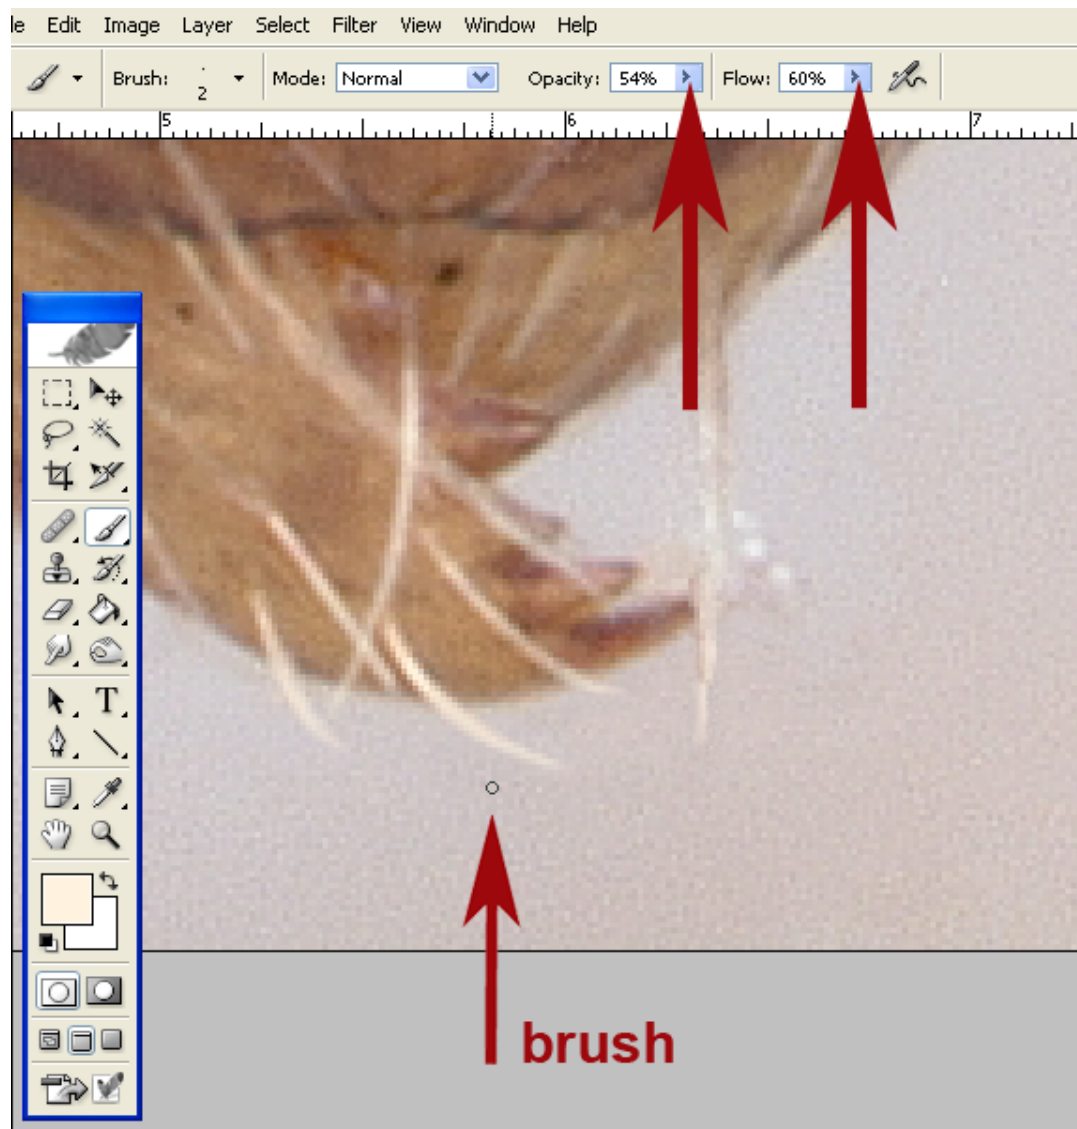 le Edit Image Layer Select Filter View Window Help
Brush: 2 Mode: Normal Opacity: 54% Flow: 60%
5 6 7
T
brush